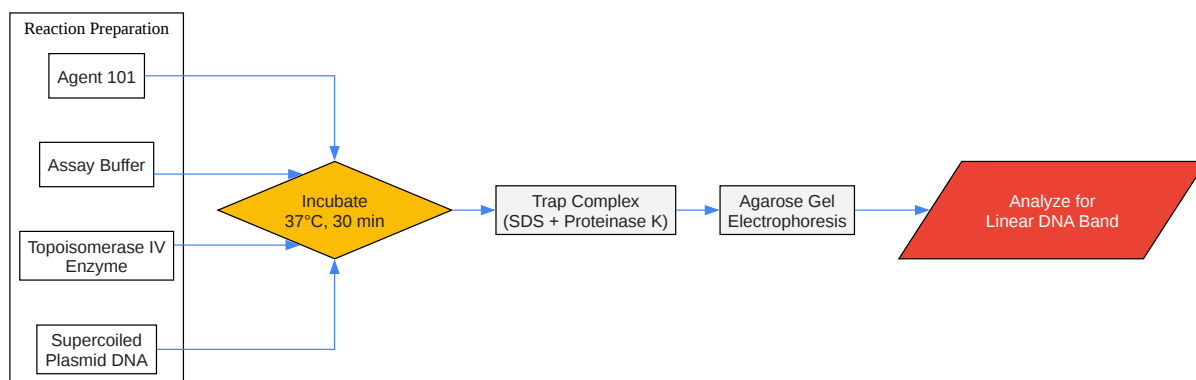 Reaction Preparation
Agent 101
Assay Buffer
Topoisomerase IV
Enzyme
Supercoiled
Plasmid DNA
Incubate
37°C, 30 min
Trap Complex
(SDS + Proteinase K)
Agarose Gel
Electrophoresis
Analyze for
Linear DNA Band